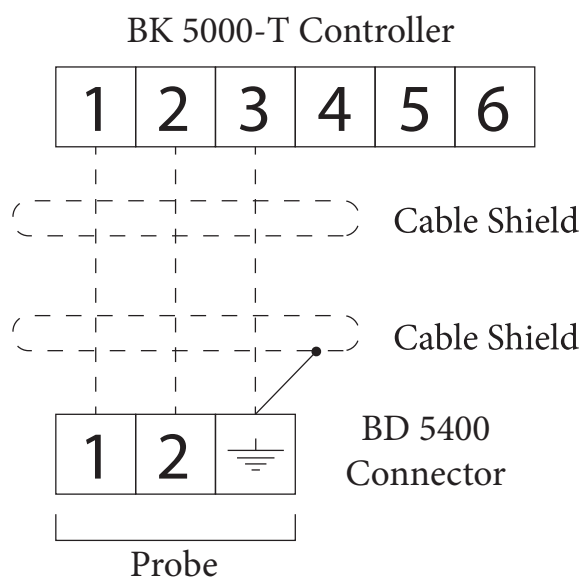 BK 5000-T Controller
1 2 3 4 5 6
Cable Shield
Cable Shield
1 2
BD 5400
Connector
Probe